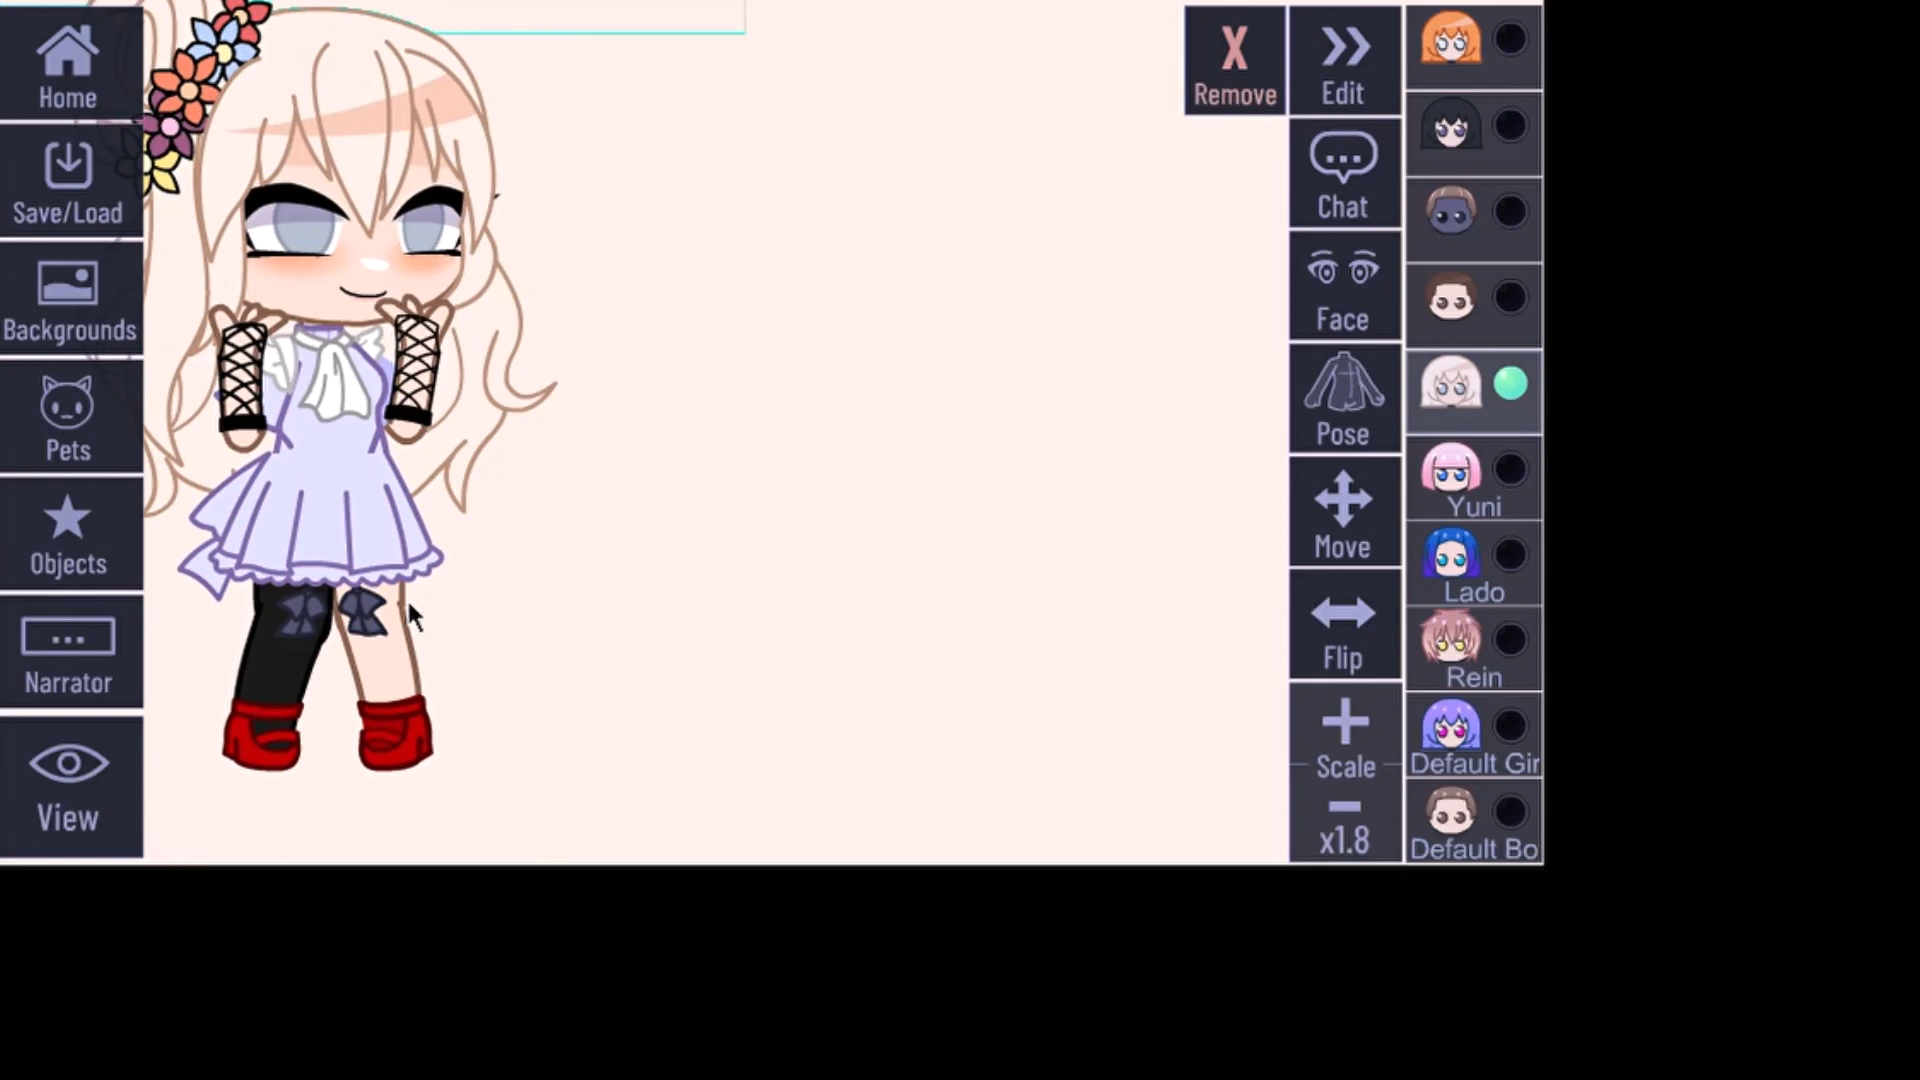 Home
Save/Load
Backgrounds
Pets
Objects
...
Narrator
View
X
Remove
Edit
...
Chat
Face
Pose
Move
Flip
Scale
x1.8
Yuni
Lado
Rein
Default Gir
Default Bo